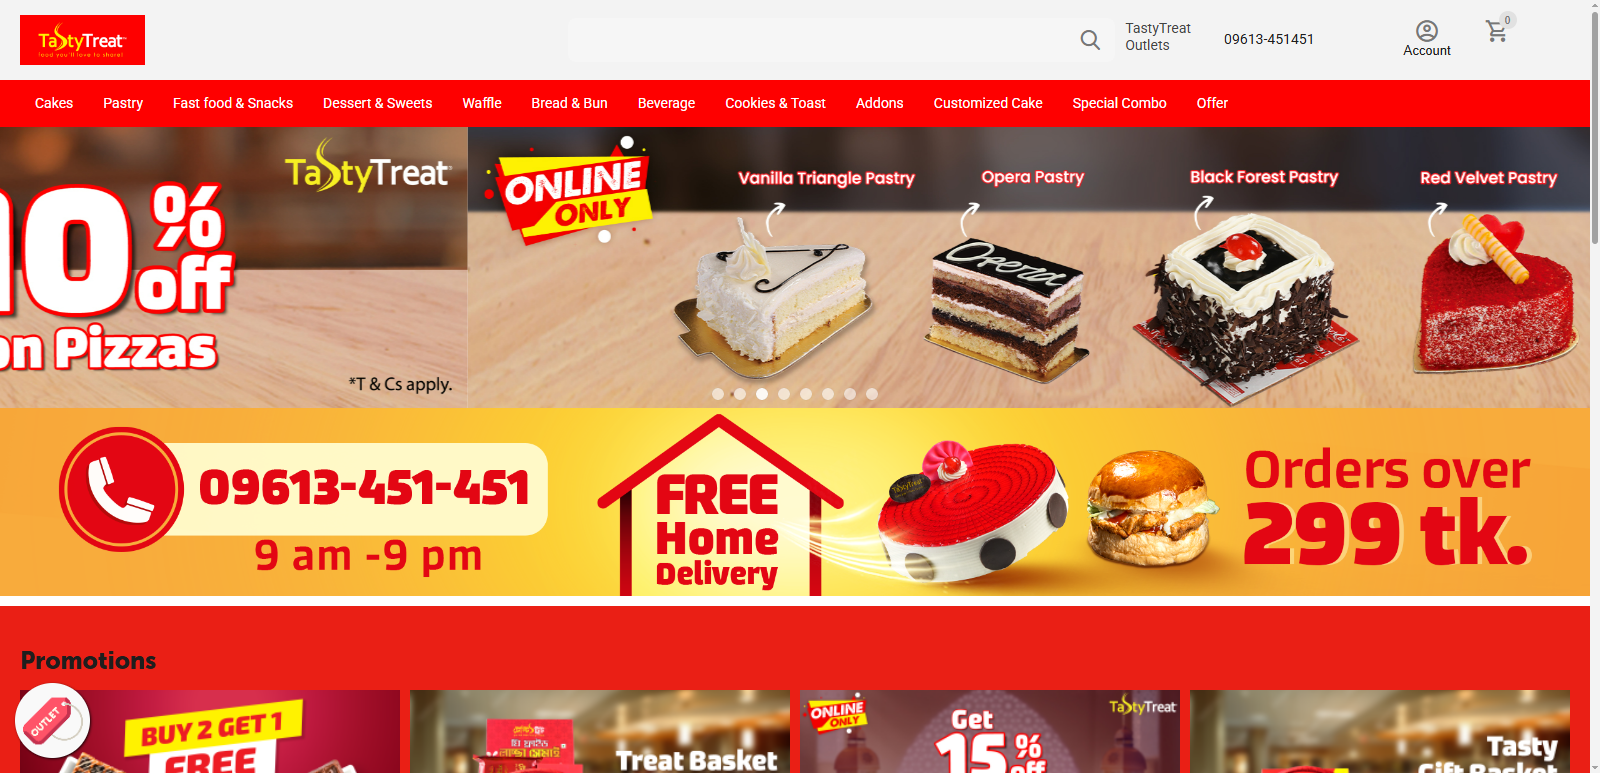 TastyTreat
food you'll love to share!
TastyTreat
Outlets
09613-451451
Account
0
Cakes
Pastry
Fast food & Snacks
Dessert & Sweets
Waffle
Bread & Bun
Beverage
Cookies & Toast
Addons
Customized Cake
Special Combo
Offer
TastyTreat
10%
off
on Pizzas
*T & Cs apply.
ONLINE
ONLY
Vanilla Triangle Pastry
Opera Pastry
Black Forest Pastry
Red Velvet Pastry
Opera
09613-451-451
9 am -9 pm
FREE
Home
Delivery
TastyTreat
Orders over
299 tk.
Promotions
OUTLET
BUY 2 GET 1
FREE
Treat Basket
ONLINE
ONLY
Get
15%
off
TastyTreat
Tasty
Gift Basket